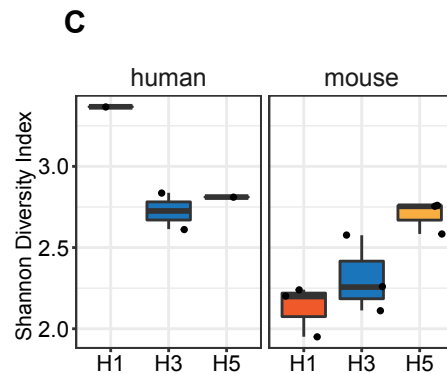 C
human mouse
Shannon Diversity Index
3.0
2.5
2.0
H1 H3 H5 H1 H3 H5